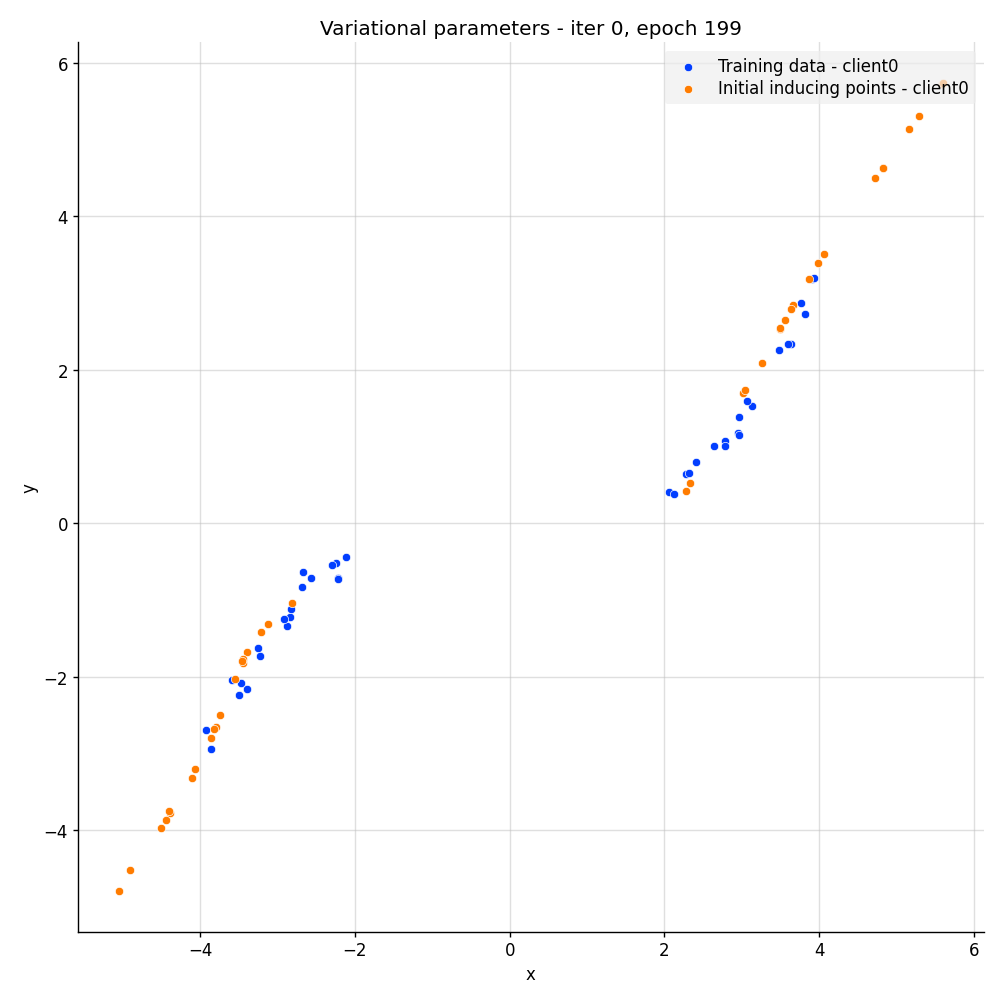 Variational parameters - iter 0, epoch 199
Training data - client0
Initial inducing points - client0
6
4
2
0
−2
−4
y
−4
−2
0
2
4
6
x